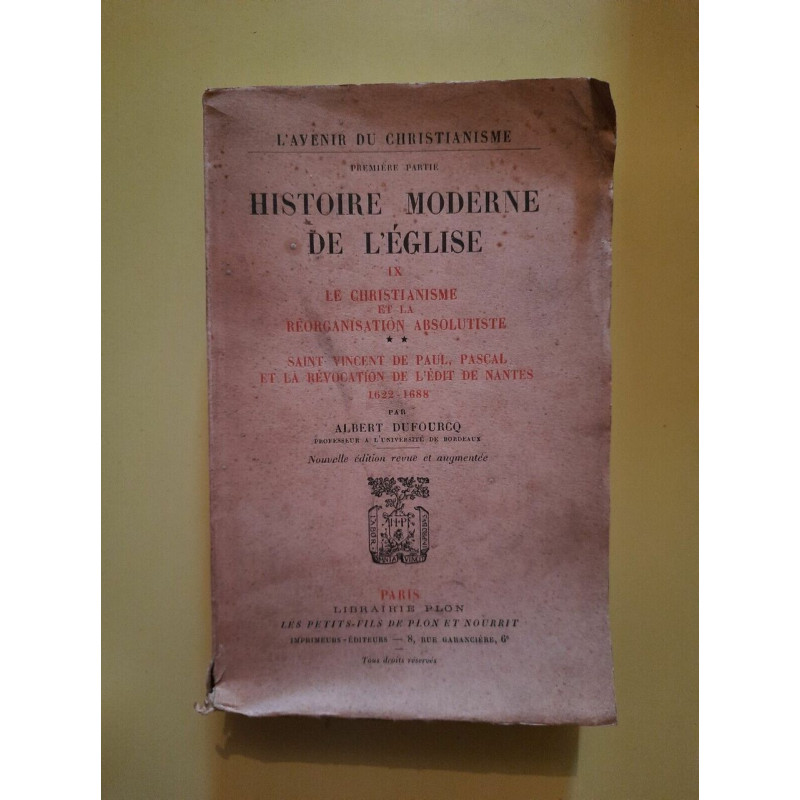 L'AVENIR DU CHRISTIANISME
PREMIÈRE PARTIE
HISTOIRE MODERNE
DE L'ÉGLISE
IX
LE CHRISTIANISME
ET LA
RÉORGANISATION ABSOLUTISTE
★ ★
SAINT VINCENT DE PAUL, PASCAL
ET LA RÉVOCATION DE L'ÉDIT DE NANTES
1622-1688
PAR
ALBERT DUFOURCQ
PROFESSEUR A L'UNIVERSITÉ DE BORDEAUX
Nouvelle édition revue et augmentée
LABOR
H·P
PARIS
LIBRAIRIE PLON
LES PETITS-FILS DE PLON ET NOURRIT
IMPRIMEURS-ÉDITEURS — 8, RUE GARANCIÈRE, 6e
Tous droits réservés